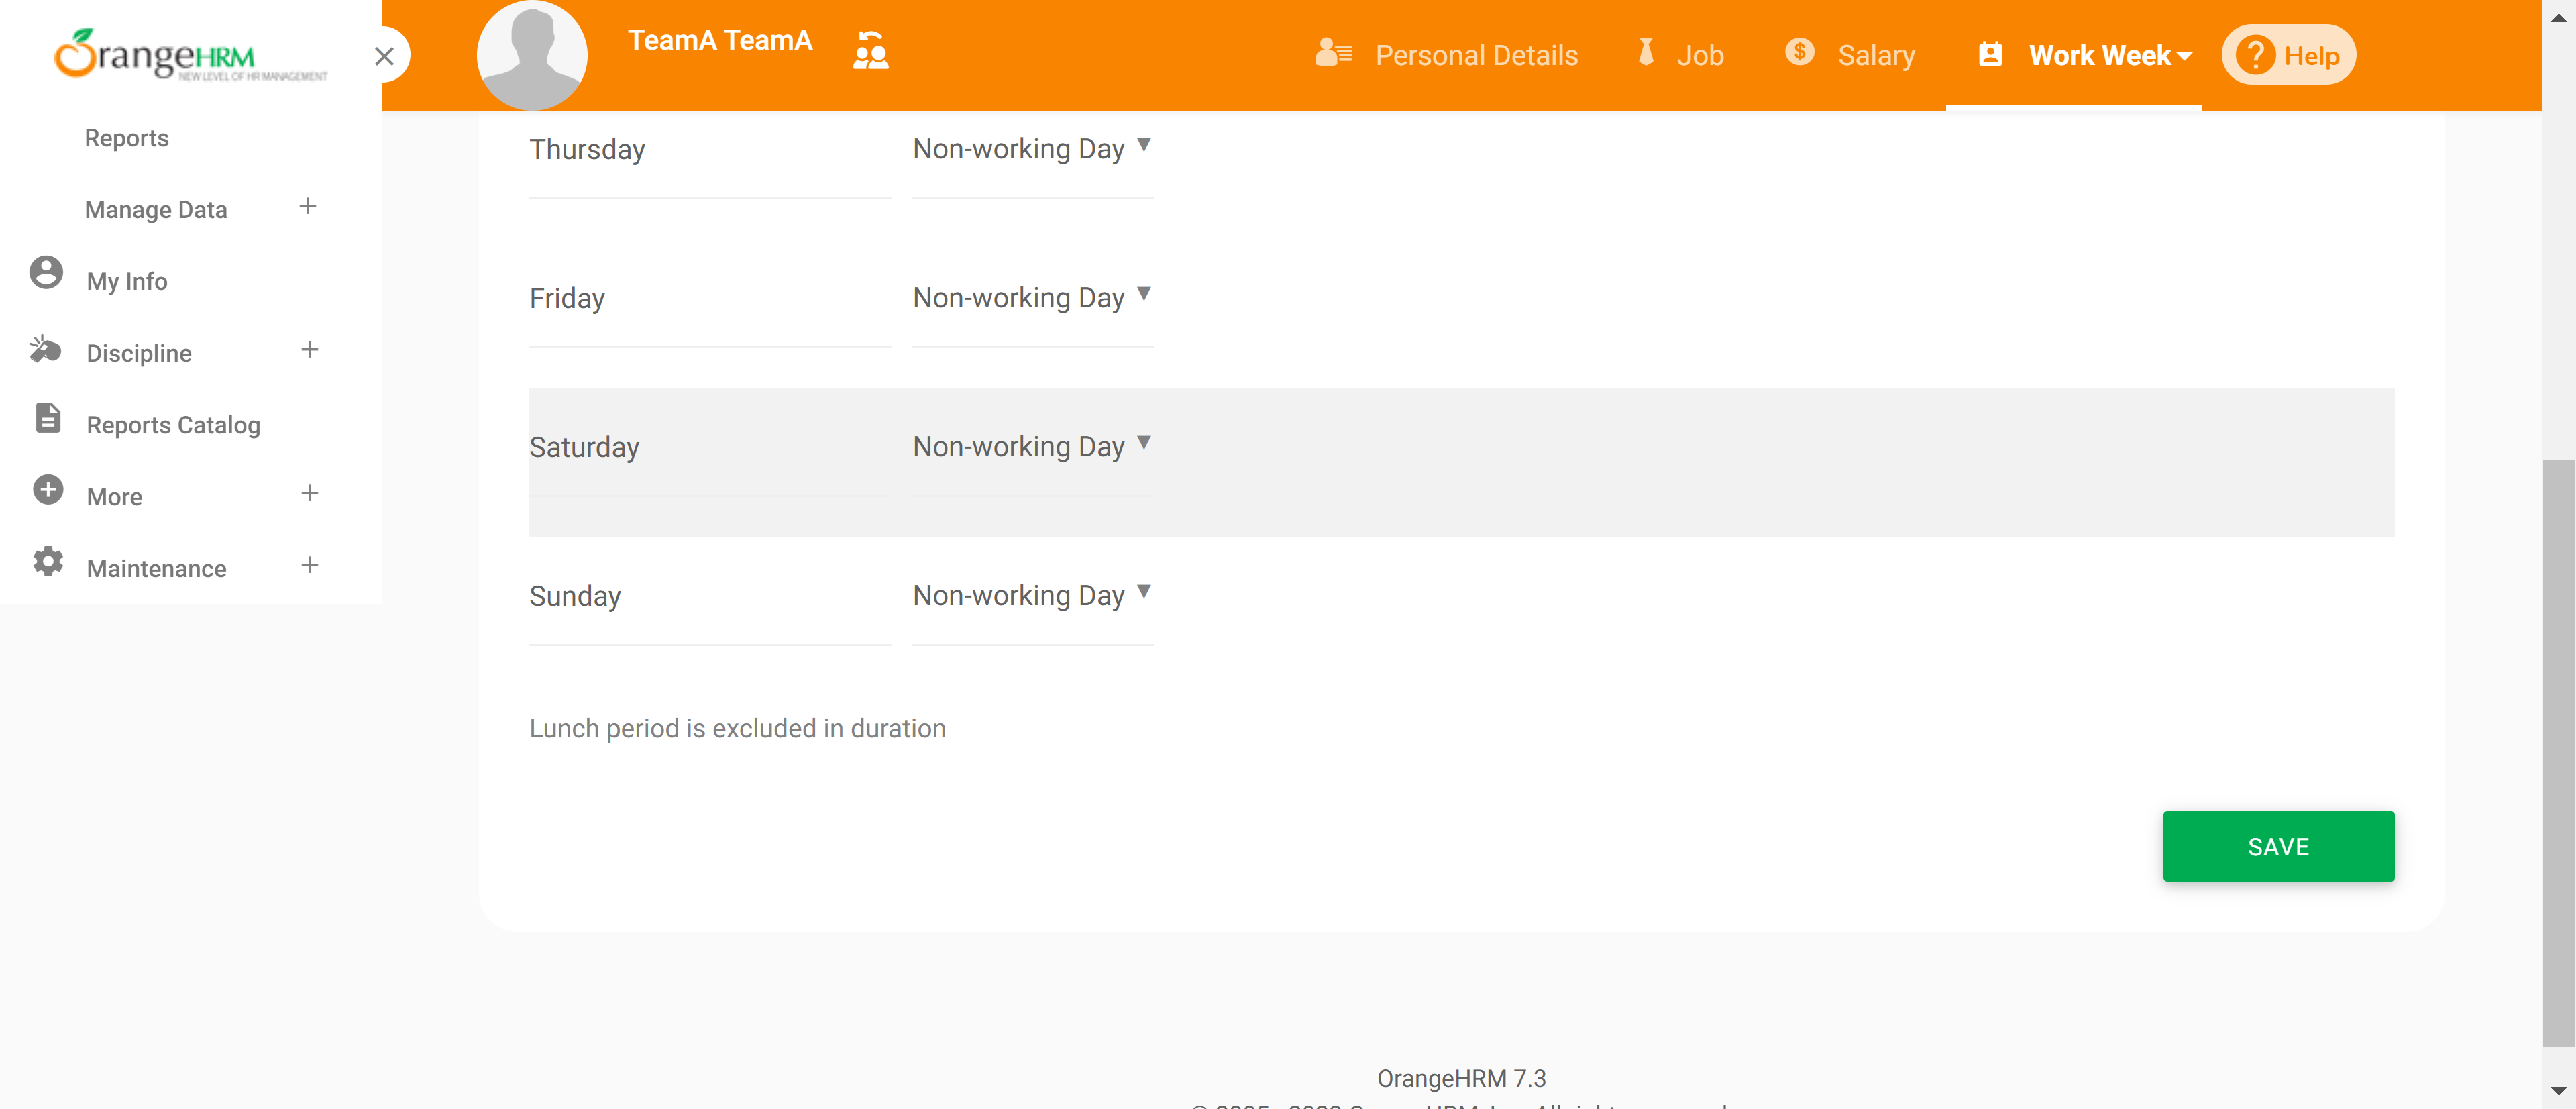 OrangeHRM
NEW LEVEL OF HR MANAGEMENT
TeamA TeamA
Personal Details
Job
Salary
Work Week
Help
Reports
Manage Data
My Info
Discipline
Reports Catalog
More
Maintenance
Thursday Non-working Day
Friday Non-working Day
Saturday Non-working Day
Sunday Non-working Day
Lunch period is excluded in duration
SAVE
OrangeHRM 7.3